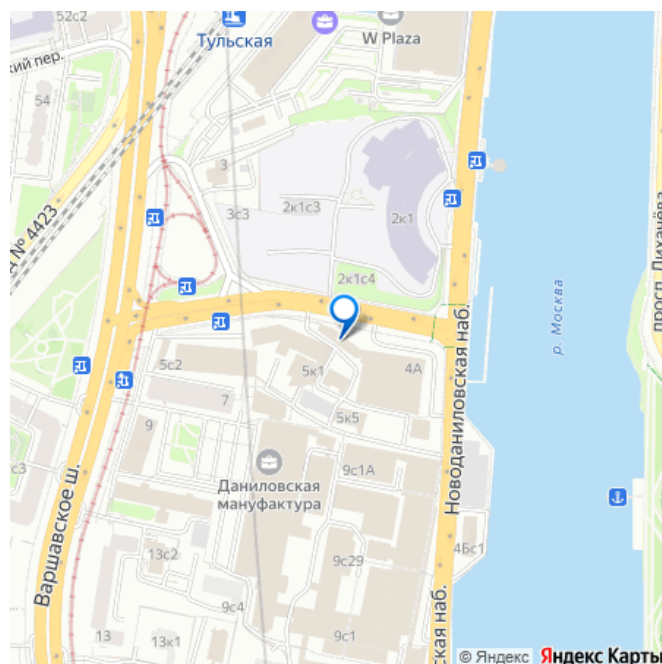 52с2
Тульская
W Plaza
кий пер.
54
3
2к1с3
3с3
2к1
Д № 4423
2к1с4
просп. Лихачёва
р. Москва
Новоданиловская наб.
5с2
5к1
4А
7
5к5
9
с3
9с1А
Даниловская
мануфактура
Варшавское ш.
13с2
9с29
4Бс1
9с4
13
13к1
9с1
ская наб.
© Яндекс Яндекс Карты